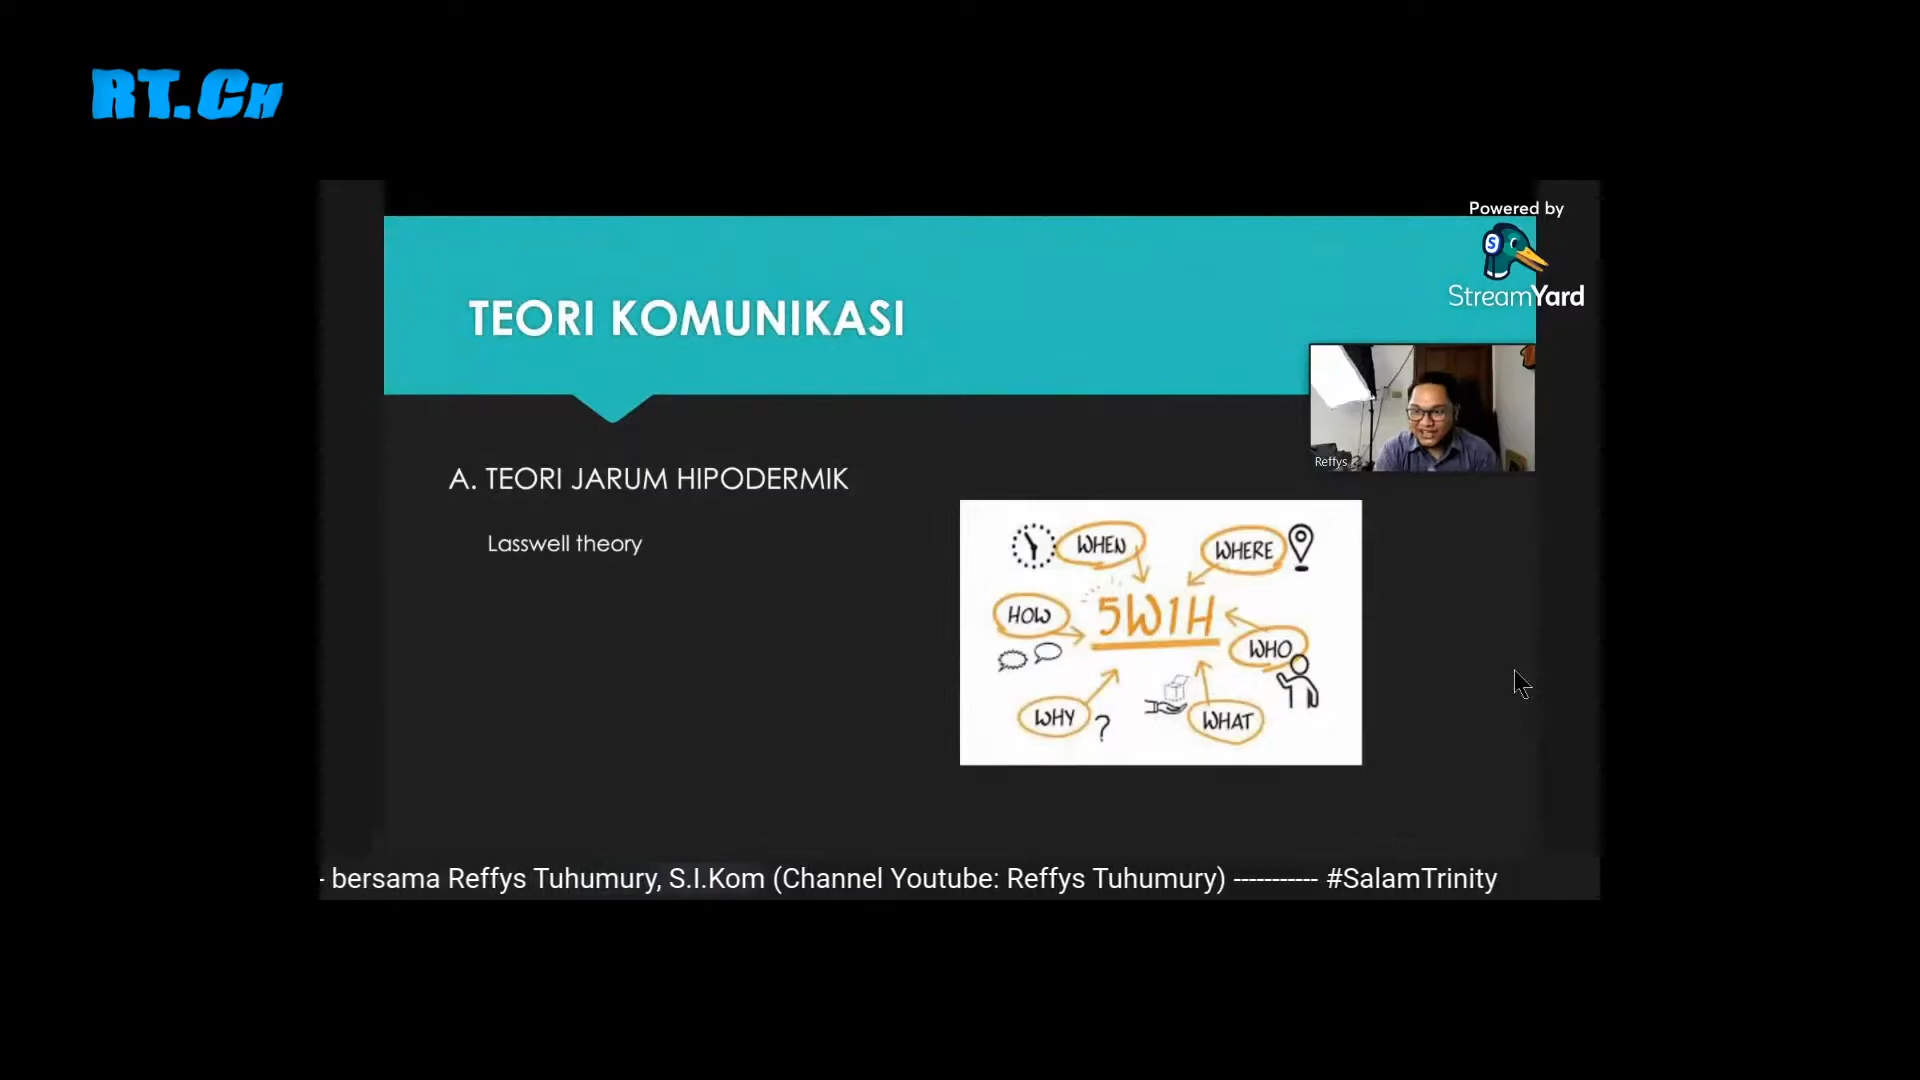 RT.CH
Powered by
StreamYard
TEORI KOMUNIKASI
Reffys
A. TEORI JARUM HIPODERMIK
Lasswell theory
WHEN
WHERE
HOW
5W1H
WHO
WHY
?
WHAT
- bersama Reffys Tuhumury, S.I.Kom (Channel Youtube: Reffys Tuhumury) ----------- #SalamTrinity